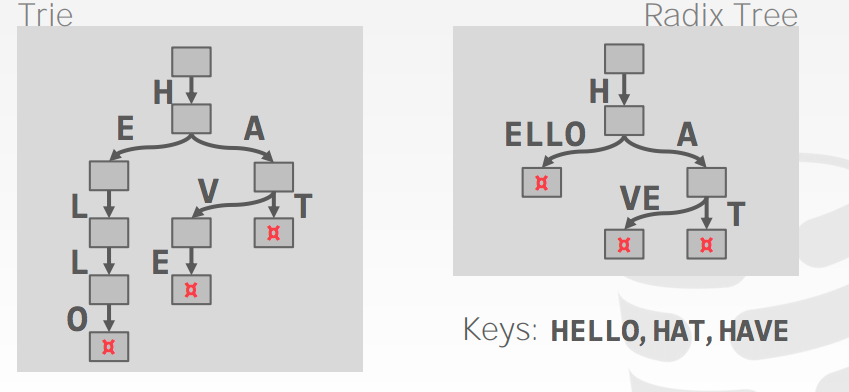 Trie
H
E A
V
L T
L E
O
¤ ¤ ¤
Radix Tree
H
ELLO A
¤ VE T
¤ ¤
Keys: HELLO, HAT, HAVE